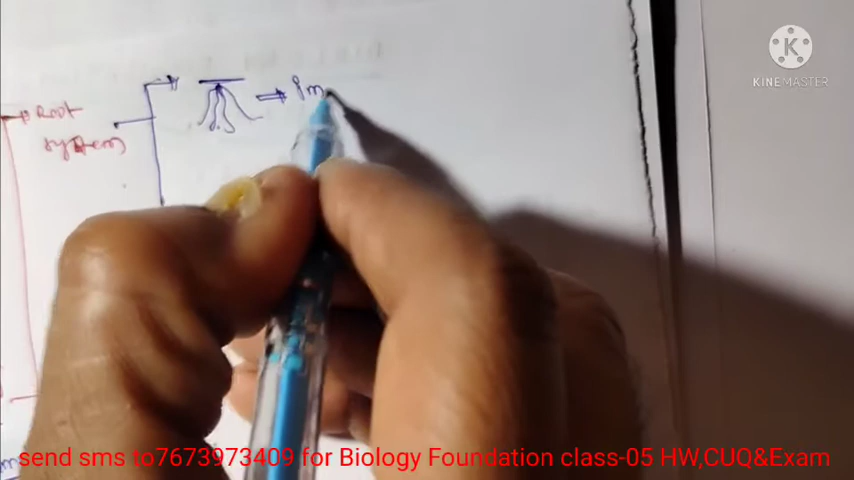 Root
system
im
KINEMASTER
send sms to7673973409 for Biology Foundation class-05 HW,CUQ&Exam